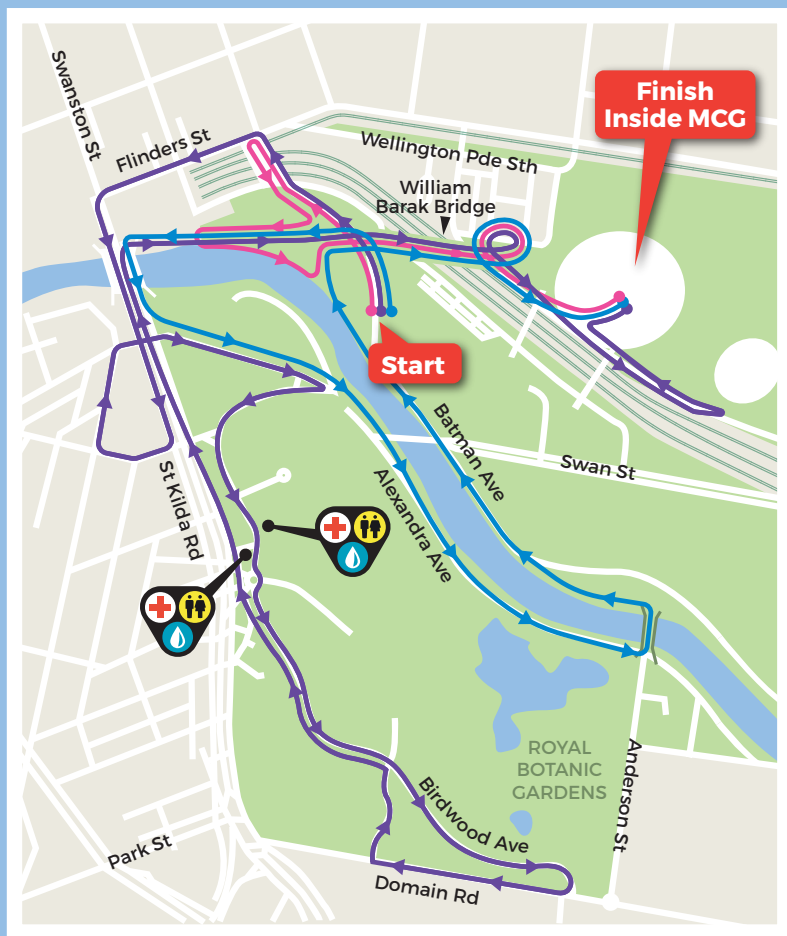 Swanston St
Flinders St
Wellington Pde Sth
Finish
Inside MCG
William
Barak Bridge
Start
Batman Ave
Swan St
Alexandra Ave
St Kilda Rd
ROYAL
BOTANIC
GARDENS
Anderson St
Birdwood Ave
Park St
Domain Rd